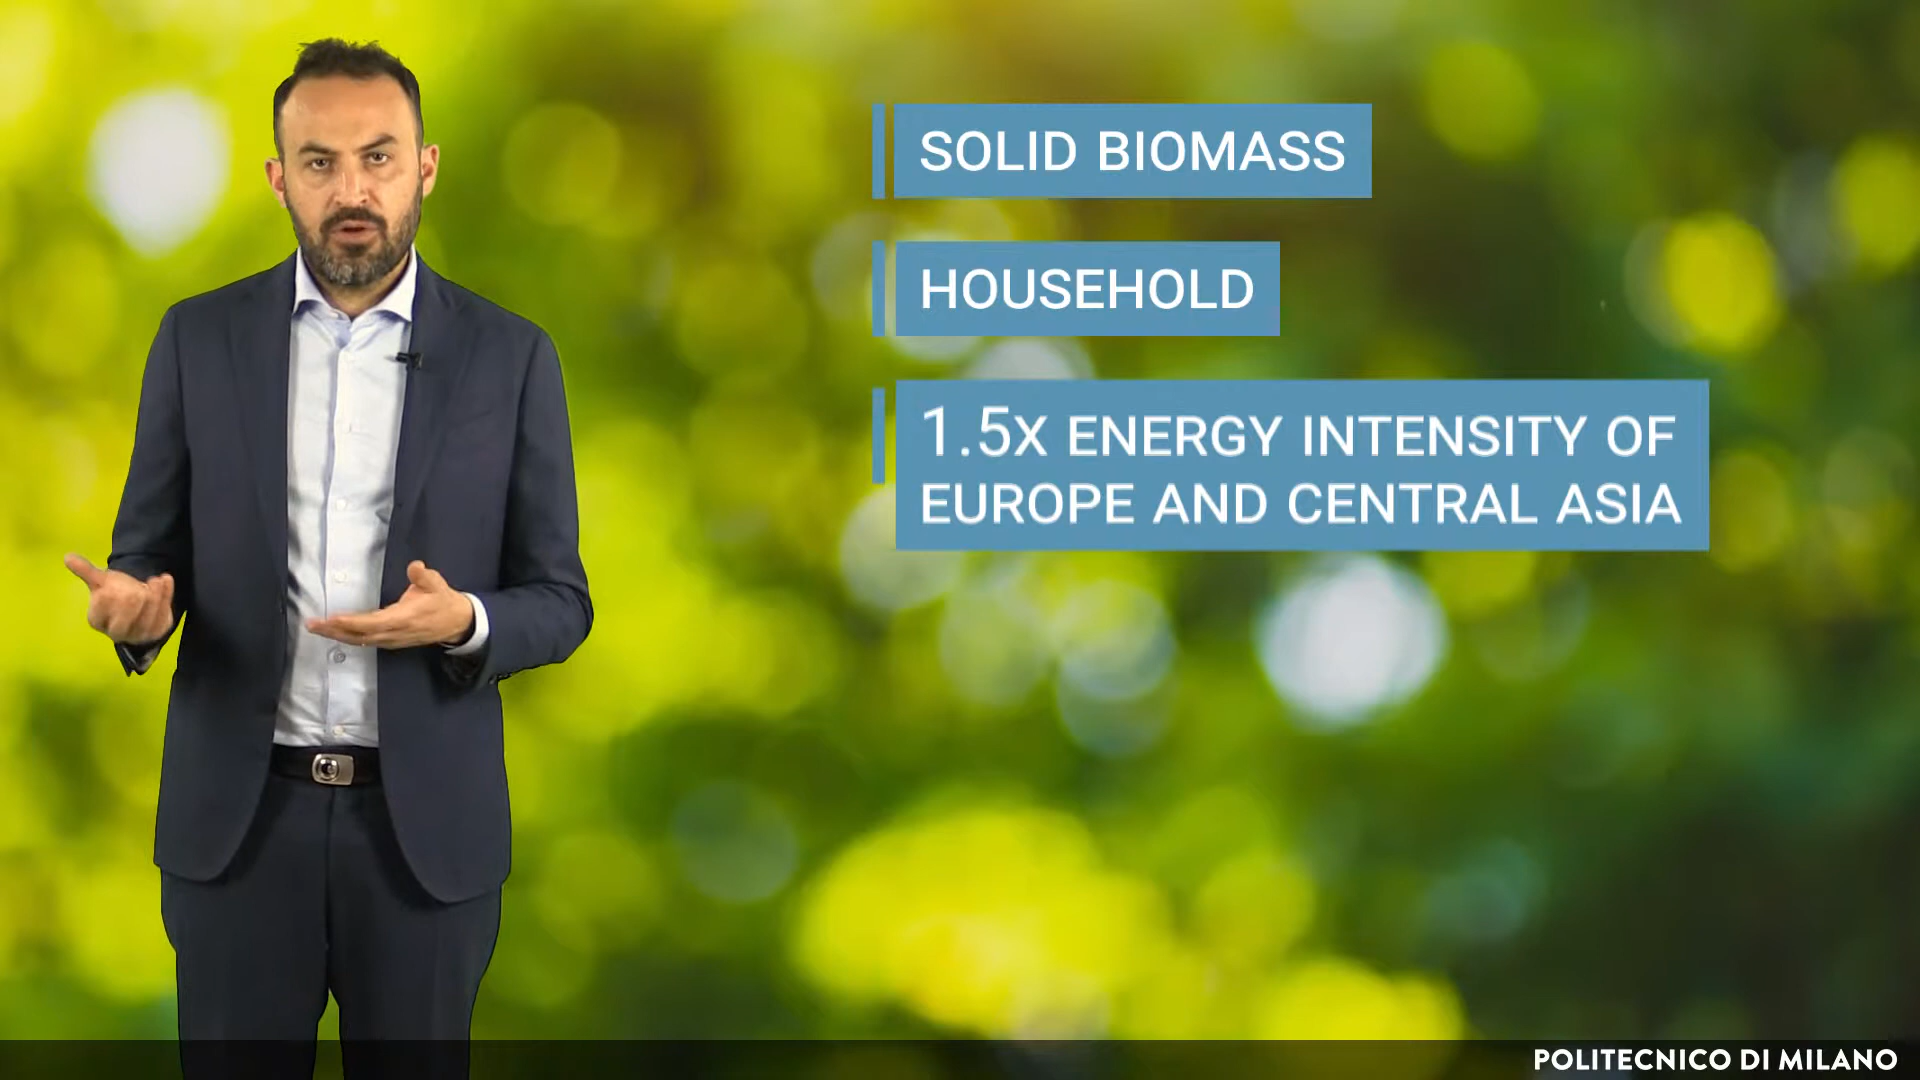 SOLID BIOMASS
HOUSEHOLD
1.5X ENERGY INTENSITY OF
EUROPE AND CENTRAL ASIA
POLITECNICO DI MILANO